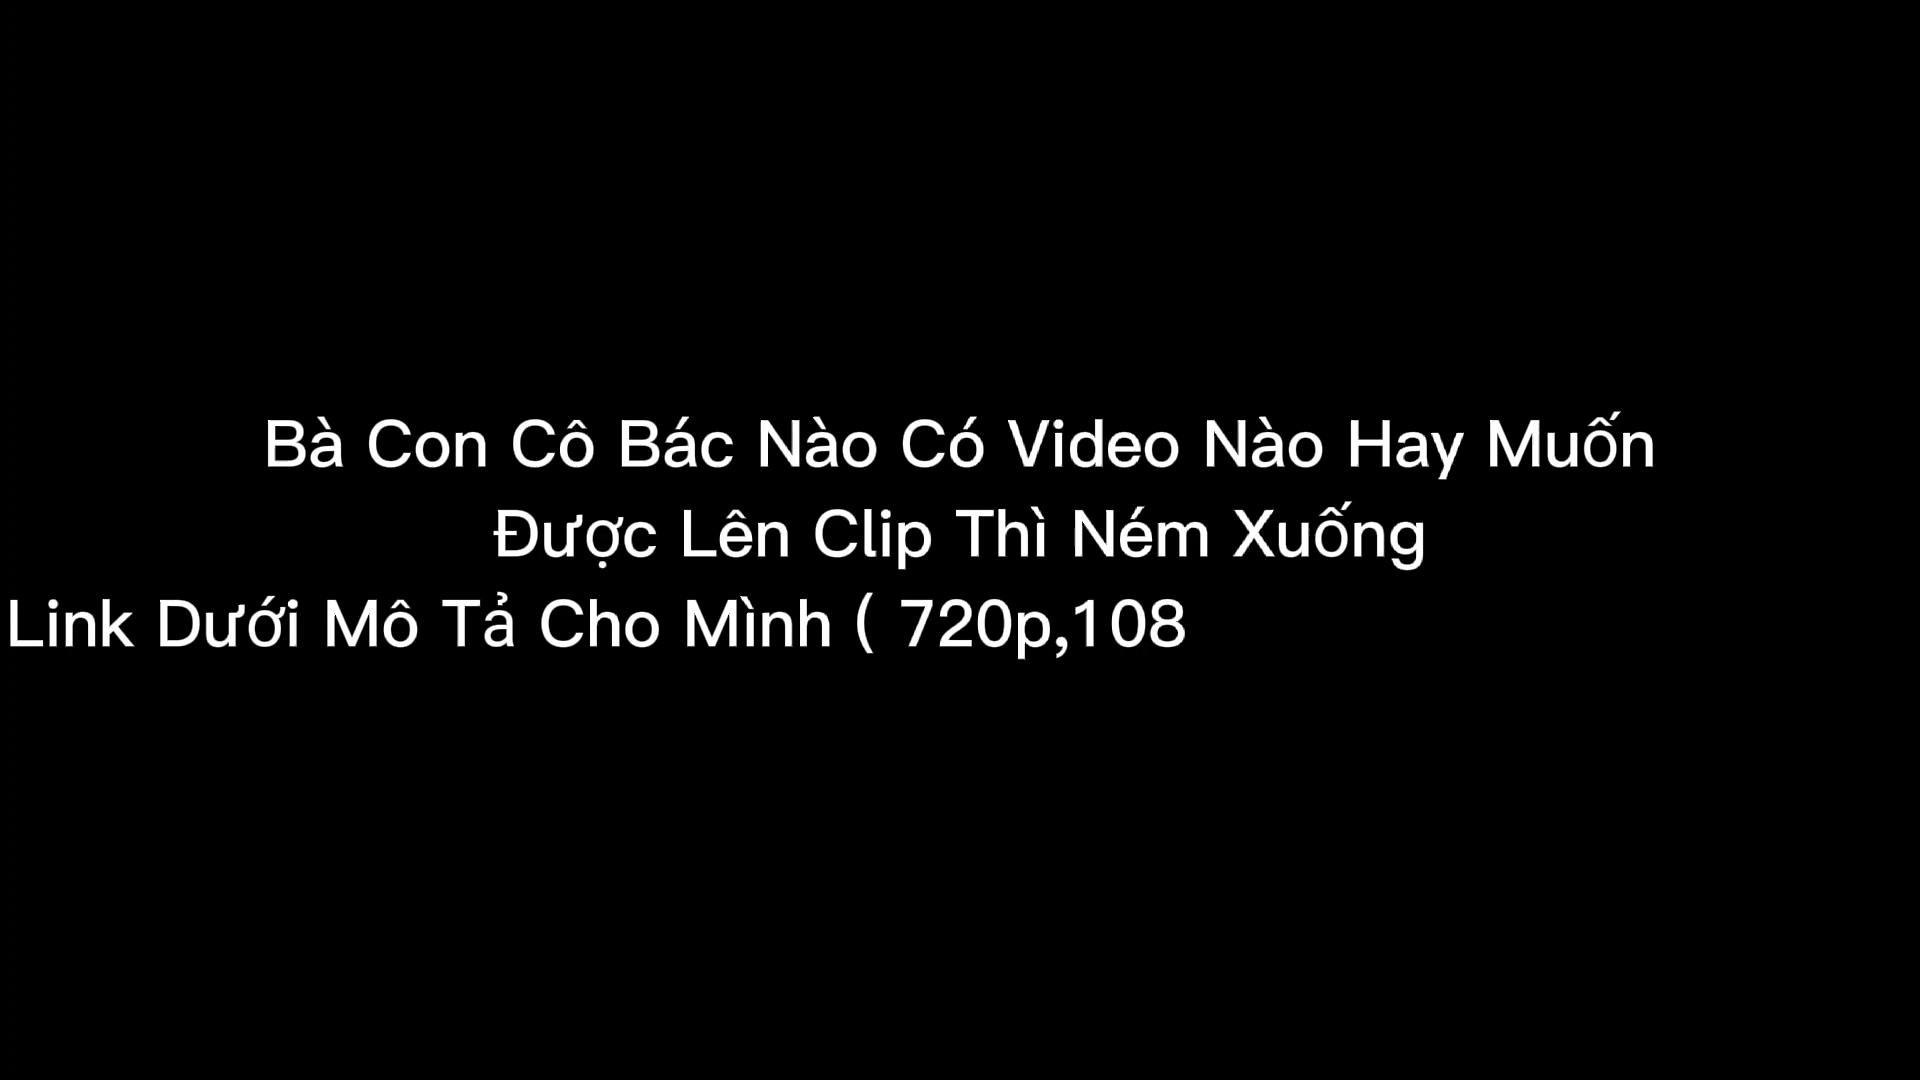 Bà Con Cô Bác Nào Có Video Nào Hay Muốn
Được Lên Clip Thì Ném Xuống
Link Dưới Mô Tả Cho Mình ( 720p,108